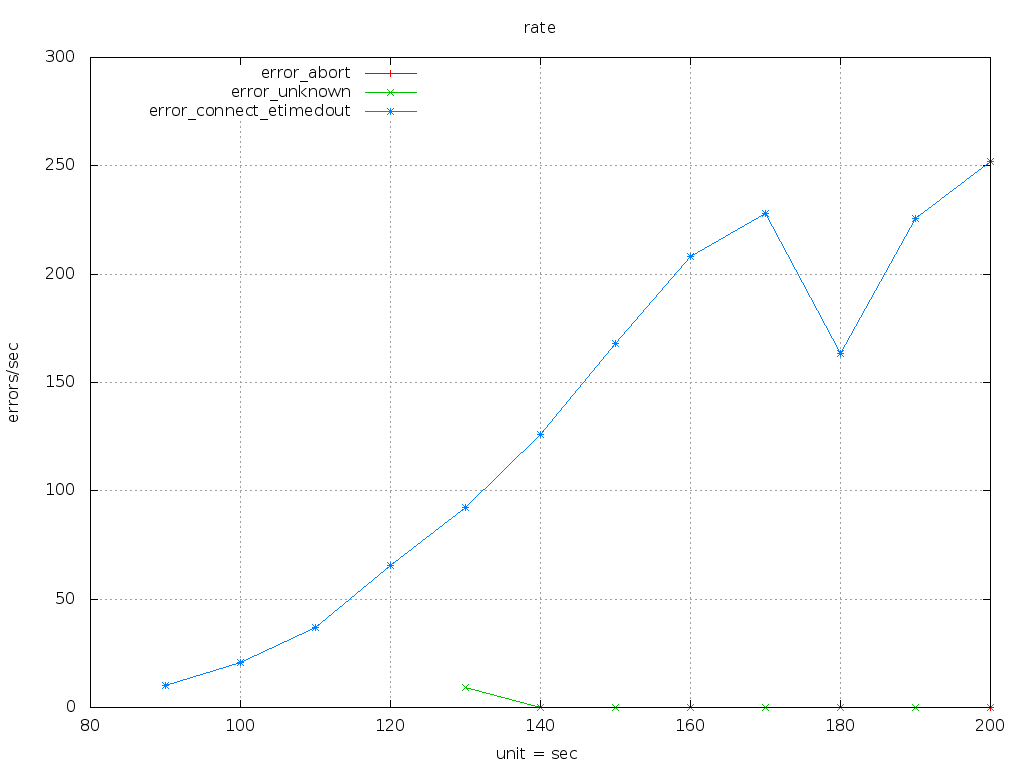 rate
300
250
200
150
100
50
0
errors/sec
error_abort
error_unknown
error_connect_etimedout
80 100 120 140 160 180 200
unit = sec